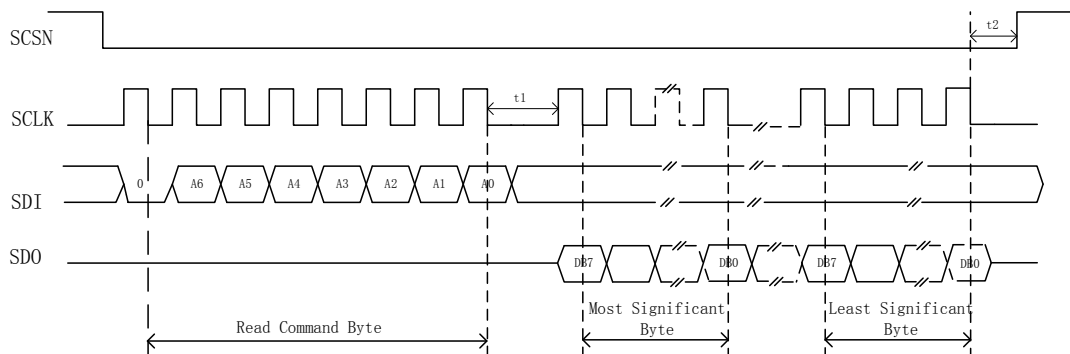 t2
SCSN
t1
SCLK
0 A6 A5 A4 A3 A2 A1 A0
SDI
SDO
DB7 DB0 DB7 DB0
Most Significant Byte
Least Significant Byte
Read Command Byte